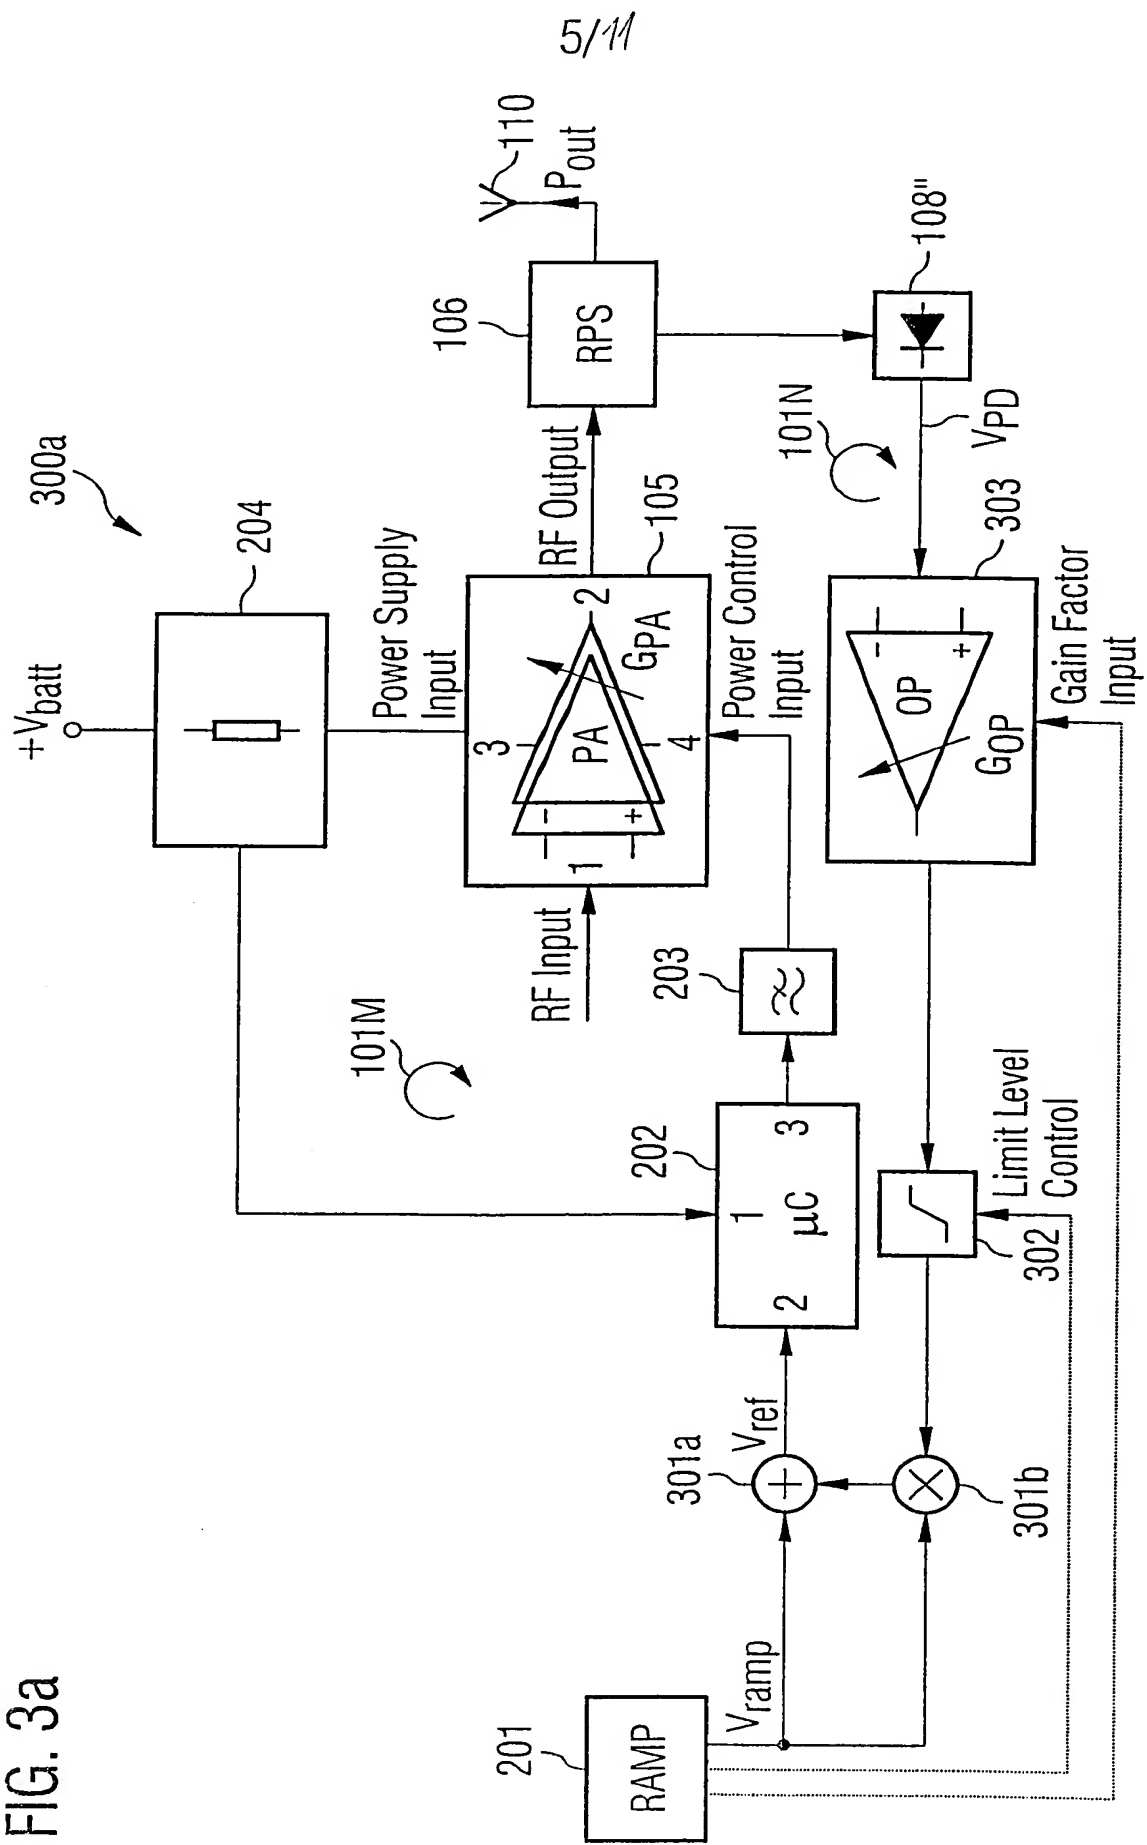 5/11
FIG. 3a
300a
+Vbatt
204
Power Supply
Input
101M
RF Input
1
-
+
3
PA
4
2
GPA
RF Output
105
106
RPS
110
Pout
Power Control
Input
203
202
1
2
µC
3
101N
108"
VPD
303
-
+
OP
GOP
Gain Factor
Input
302
Limit Level
Control
301a
+
Vref
301b
201
RAMP
Vramp